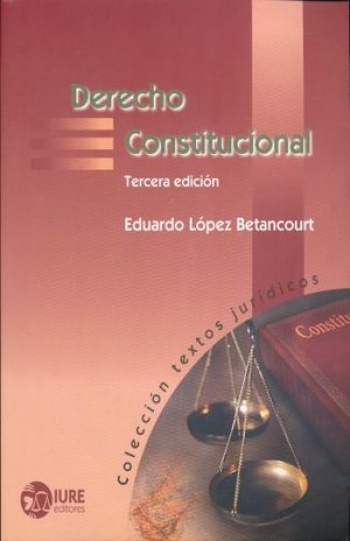 Derecho
Constitucional
Tercera edición
Eduardo López Betancourt
Colección textos jurídicos
Constitu
IURE
editores